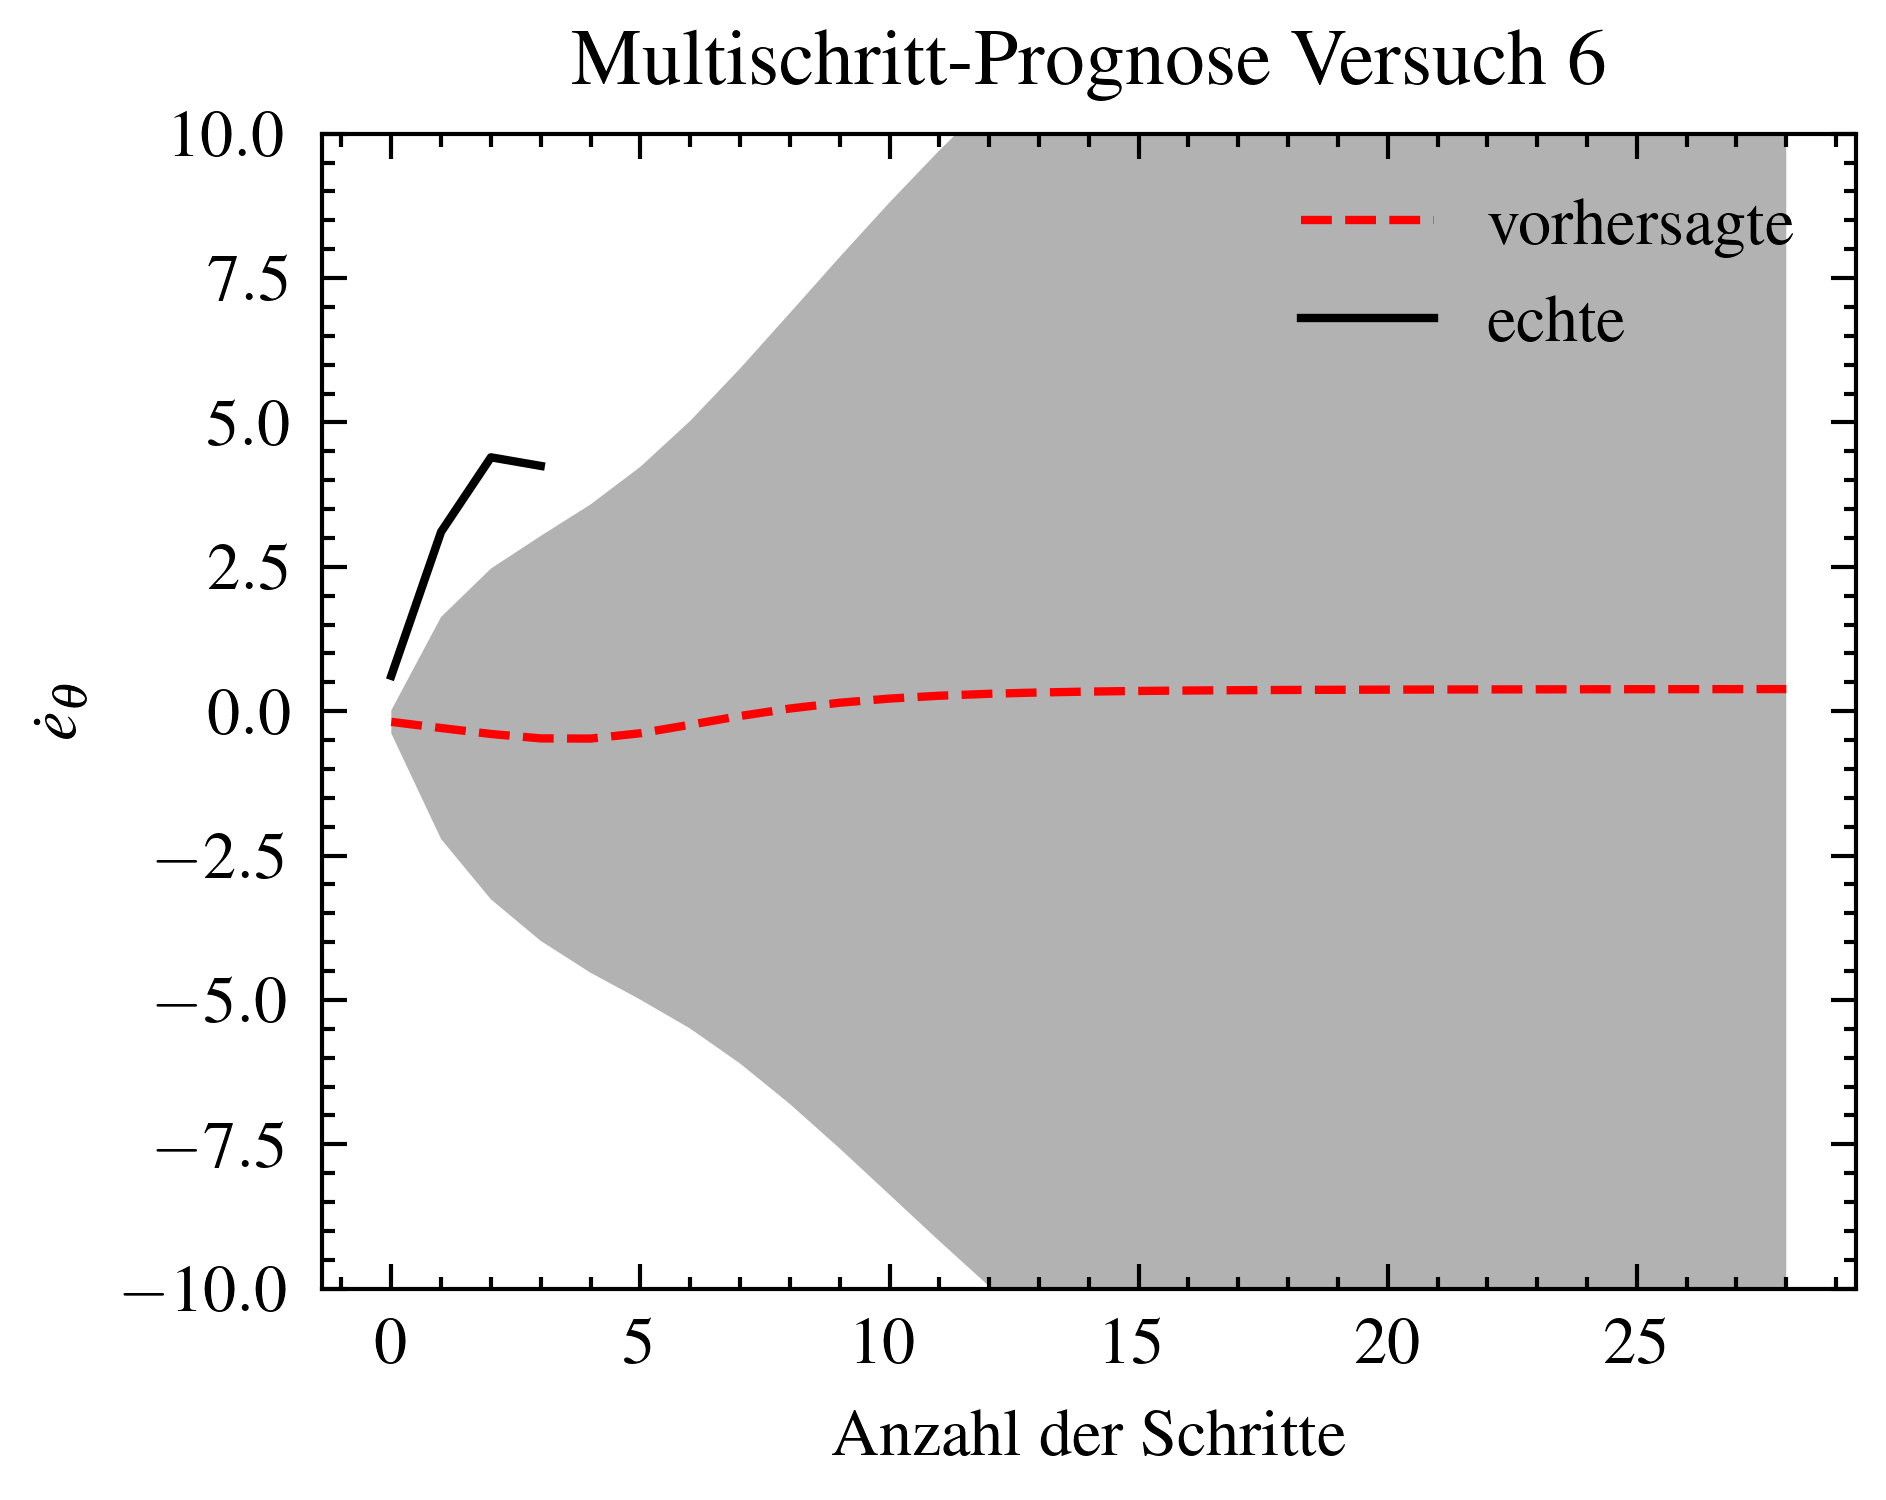 Multischritt-Prognose Versuch 6
10.0
7.5
5.0
2.5
0.0
−2.5
−5.0
−7.5
−10.0
ė_θ
vorhersagte
echte
0 5 10 15 20 25
Anzahl der Schritte